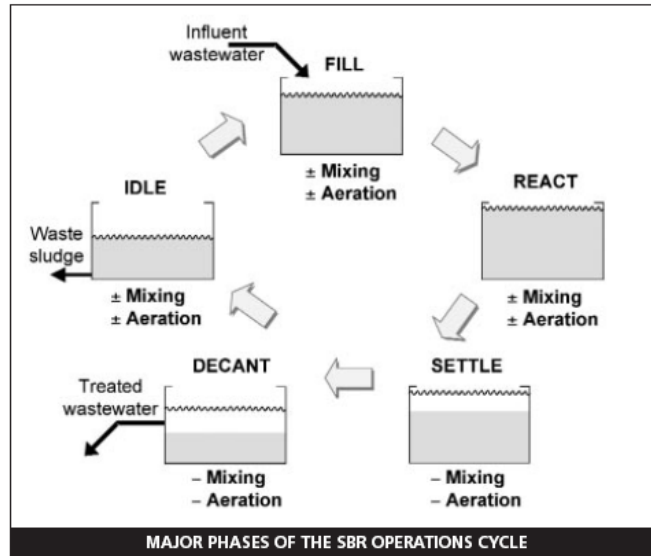 Influent
wastewater
FILL
± Mixing
± Aeration
REACT
± Mixing
± Aeration
SETTLE
– Mixing
– Aeration
DECANT
Treated
wastewater
– Mixing
– Aeration
IDLE
Waste
sludge
± Mixing
± Aeration
MAJOR PHASES OF THE SBR OPERATIONS CYCLE